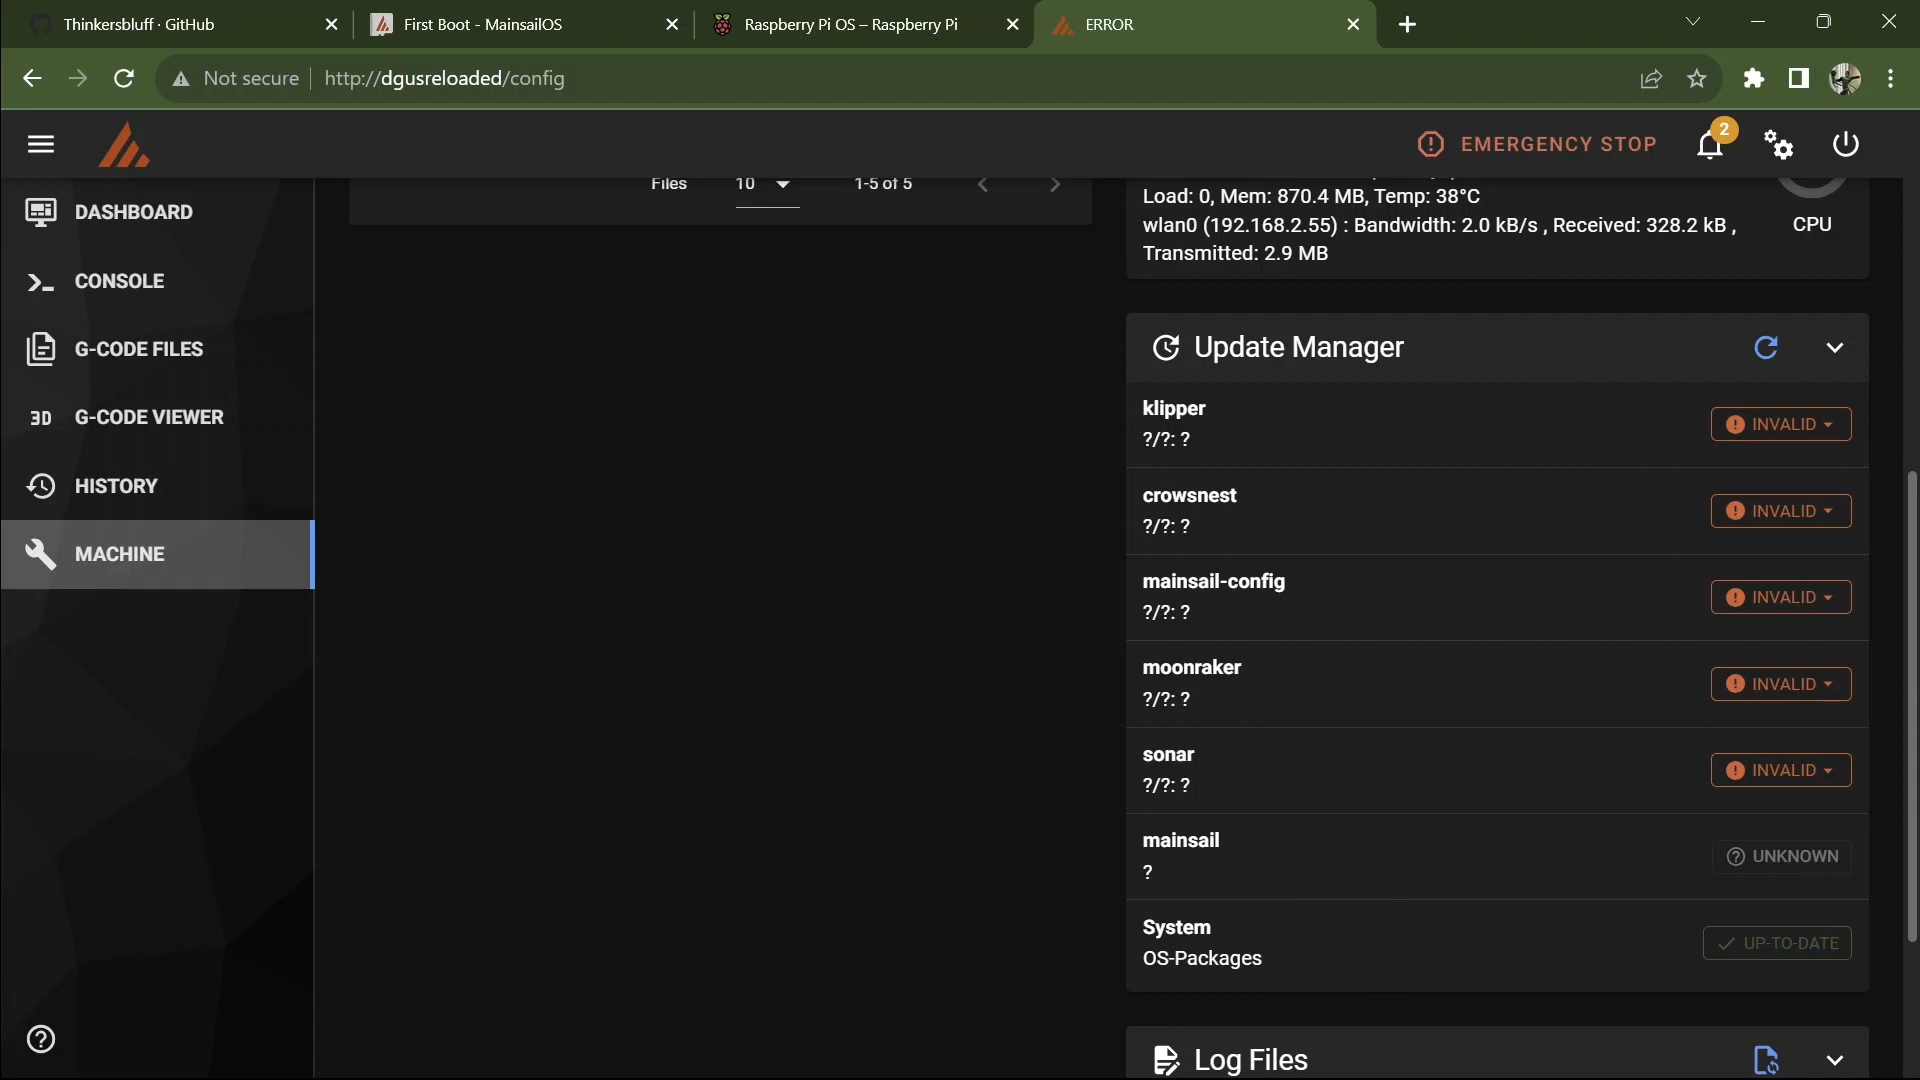 Thinkersbluff · GitHub
First Boot - MainsailOS
Raspberry Pi OS – Raspberry Pi
ERROR
Not secure
http://dgusreloaded/config
EMERGENCY STOP
2
DASHBOARD
CONSOLE
G-CODE FILES
3D
G-CODE VIEWER
HISTORY
MACHINE
Files
10
1-5 of 5
Load: 0, Mem: 870.4 MB, Temp: 38°C
wlan0 (192.168.2.55) : Bandwidth: 2.0 kB/s , Received: 328.2 kB ,
Transmitted: 2.9 MB
CPU
Update Manager
klipper
?/?: ?
INVALID
crowsnest
?/?: ?
INVALID
mainsail-config
?/?: ?
INVALID
moonraker
?/?: ?
INVALID
sonar
?/?: ?
INVALID
mainsail
?
UNKNOWN
System
OS-Packages
UP-TO-DATE
Log Files